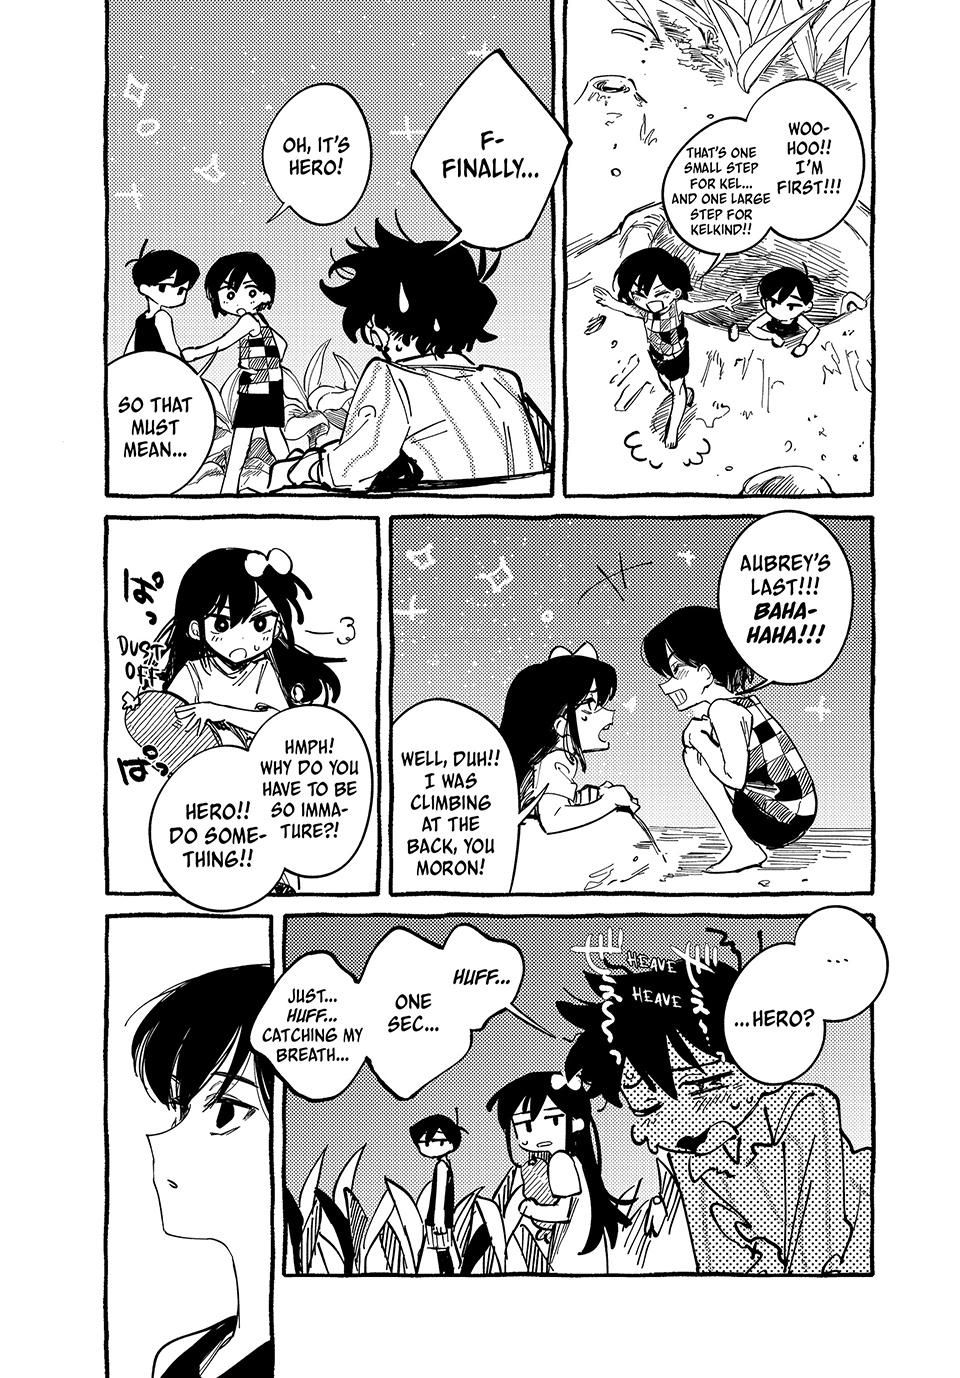 WOO-
HOO!!
I'M
FIRST!!!
THAT'S ONE
SMALL STEP
FOR KEL...
AND ONE LARGE
STEP FOR
KELKIND!!
F-
FINALLY...
OH, IT'S
HERO!
SO THAT
MUST
MEAN...
AUBREY'S
LAST!!!
BAHA-
HAHA!!!
WELL, DUH!!
I WAS
CLIMBING
AT THE
BACK, YOU
MORON!
DUST
OFF
HMPH!
WHY DO YOU
HAVE TO BE
SO IMMA-
TURE?!
HERO!!
DO SOME-
THING!!
...
...HERO?
HEAVE
HEAVE
HUFF...
ONE
SEC...
JUST...
HUFF...
CATCHING MY
BREATH...